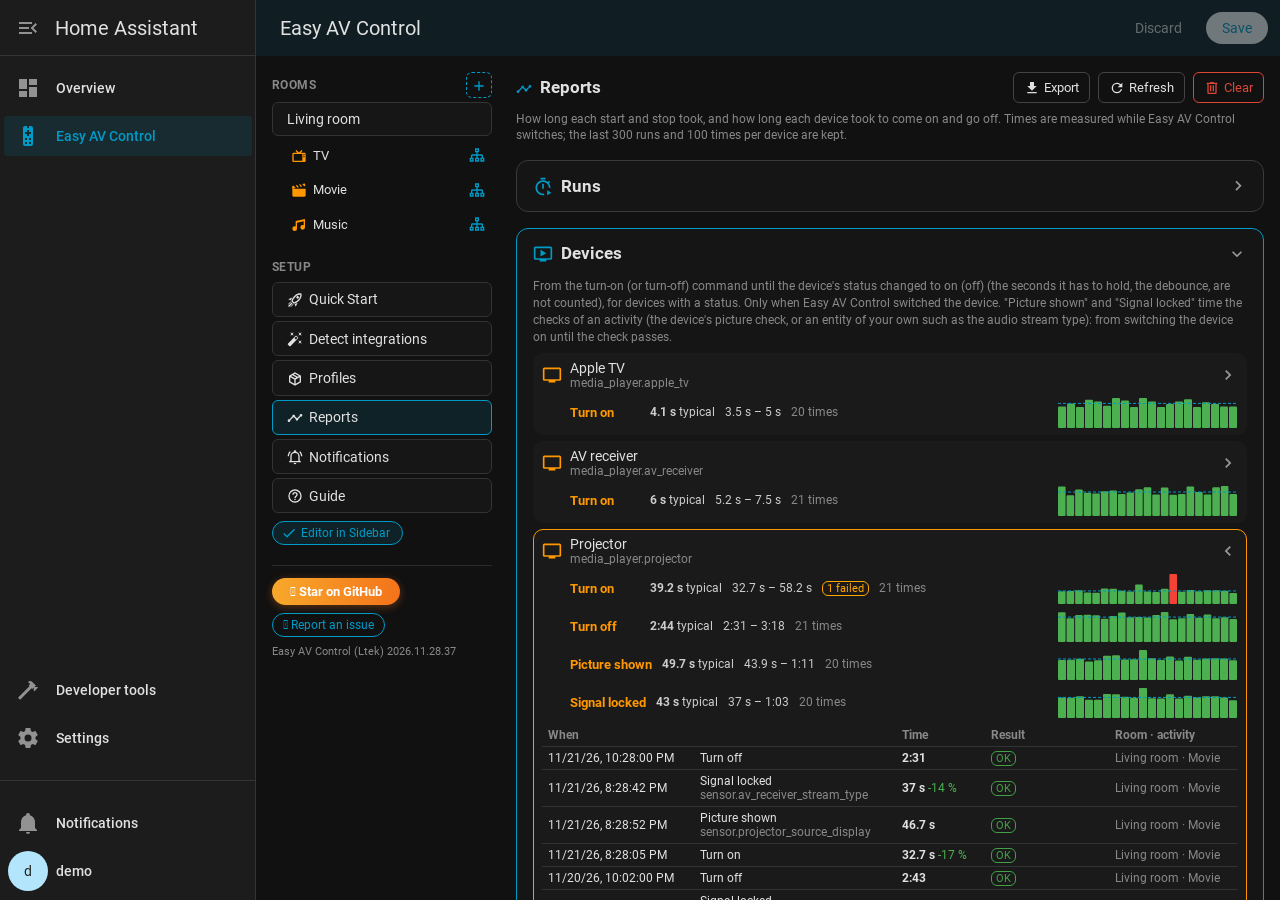 Home Assistant
Easy AV Control
Discard
Save
Overview
Easy AV Control
Developer tools
Settings
Notifications
d
demo
ROOMS
Living room
TV
Movie
Music
SETUP
Quick Start
Detect integrations
Profiles
Reports
Notifications
Guide
Editor in Sidebar
Star on GitHub
Report an issue
Easy AV Control (Ltek) 2026.11.28.37
Reports
Export
Refresh
Clear
How long each start and stop took, and how long each device took to come on and go off. Times are measured while Easy AV Control
switches; the last 300 runs and 100 times per device are kept.
Runs
Devices
From the turn-on (or turn-off) command until the device's status changed to on (off) (the seconds it has to hold, the debounce, are
not counted), for devices with a status. Only when Easy AV Control switched the device. "Picture shown" and "Signal locked" time the
checks of an activity (the device's picture check, or an entity of your own such as the audio stream type): from switching the device
on until the check passes.
Apple TV
media_player.apple_tv
Turn on 4.1 s typical 3.5 s – 5 s 20 times
AV receiver
media_player.av_receiver
Turn on 6 s typical 5.2 s – 7.5 s 21 times
Projector
media_player.projector
Turn on 39.2 s typical 32.7 s – 58.2 s 1 failed 21 times
Turn off 2:44 typical 2:31 – 3:18 21 times
Picture shown 49.7 s typical 43.9 s – 1:11 20 times
Signal locked 43 s typical 37 s – 1:03 20 times
When Time Result Room · activity
11/21/26, 10:28:00 PM Turn off 2:31 OK Living room · Movie
11/21/26, 8:28:42 PM Signal locked 37 s -14 % OK Living room · Movie
sensor.av_receiver_stream_type
11/21/26, 8:28:52 PM Picture shown 46.7 s OK Living room · Movie
sensor.projector_source_display
11/21/26, 8:28:05 PM Turn on 32.7 s -17 % OK Living room · Movie
11/20/26, 10:02:00 PM Turn off 2:43 OK Living room · Movie
Signal locked